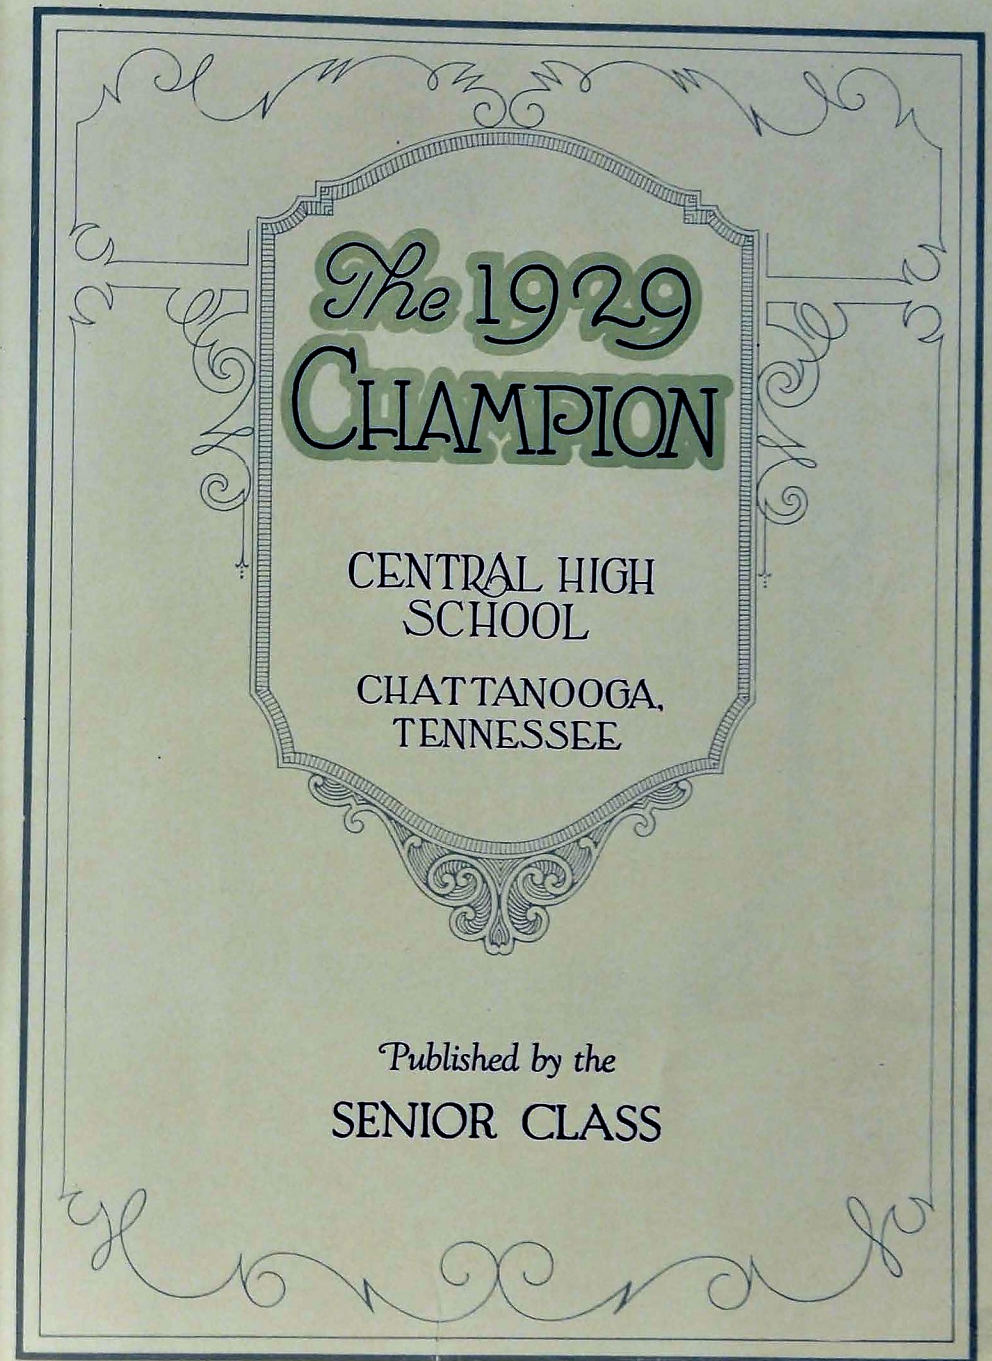 The 1929
CHAMPION
CENTRAL HIGH
SCHOOL
CHATTANOOGA,
TENNESSEE
Published by the
SENIOR CLASS